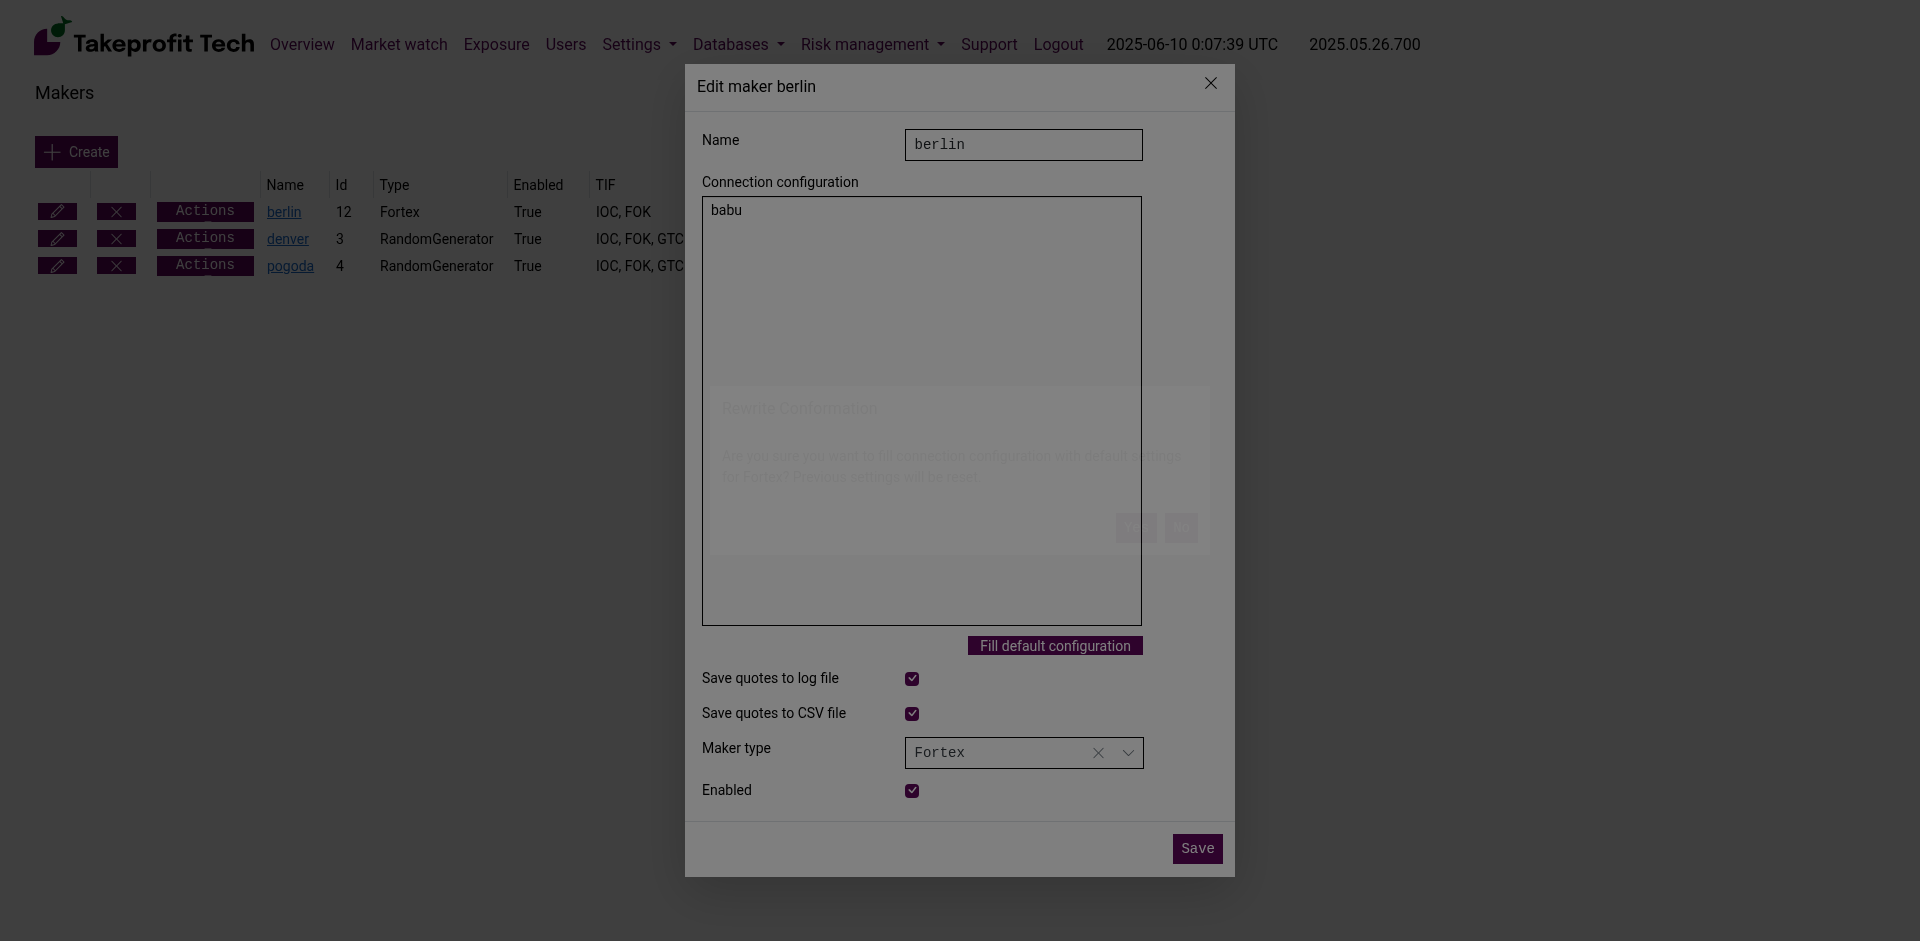 Takeprofit Tech Overview Market watch Exposure Users Settings Databases Risk management Support Logout 2025-06-10 0:07:39 UTC 2025.05.26.700
Makers
Create
Name Id Type Enabled TIF
Actions berlin 12 Fortex True IOC, FOK
Actions denver 3 RandomGenerator True IOC, FOK, GTC
Actions pogoda 4 RandomGenerator True IOC, FOK, GTC
Edit maker berlin
Name berlin
Connection configuration
babu
Rewrite Conformation
Are you sure you want to fill connection configuration with default settings
for Fortex? Previous settings will be reset.
Fill default configuration
Save quotes to log file
Save quotes to CSV file
Maker type Fortex
Enabled
Save